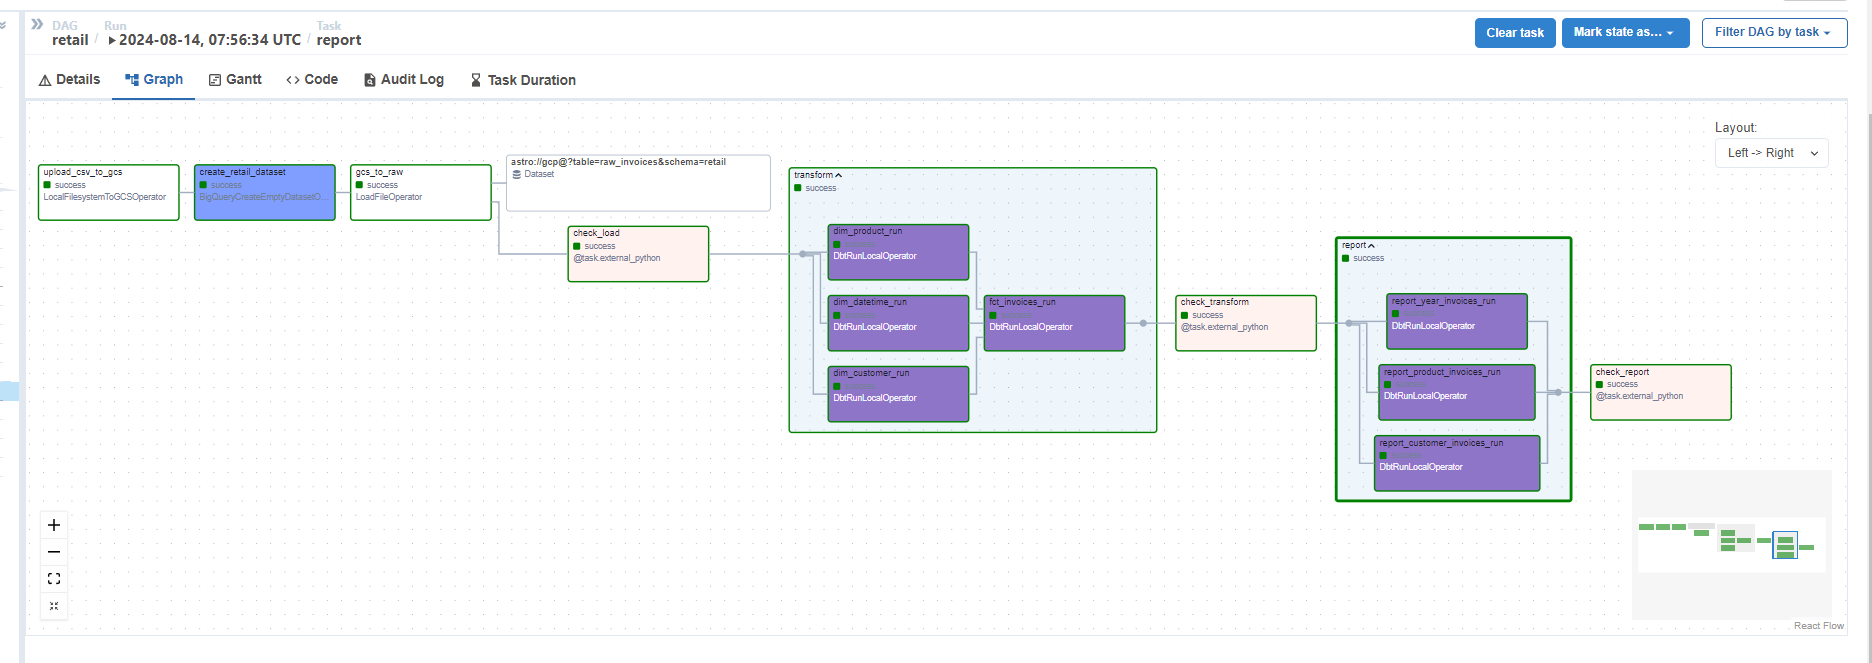 DAG
retail
/
Run
2024-08-14, 07:56:34 UTC
/
Task
report
Clear task
Mark state as...
Filter DAG by task
Details
Graph
Gantt
Code
Audit Log
Task Duration
Layout:
Left -> Right
upload_csv_to_gcs
success
LocalFilesystemToGCSOperator
create_retail_dataset
success
BigQueryCreateEmptyDatasetO...
gcs_to_raw
success
LoadFileOperator
astro://gcp@?table=raw_invoices&schema=retail
Dataset
check_load
success
@task.external_python
transform
success
dim_product_run
success
DbtRunLocalOperator
dim_datetime_run
success
DbtRunLocalOperator
dim_customer_run
success
DbtRunLocalOperator
fct_invoices_run
success
DbtRunLocalOperator
check_transform
success
@task.external_python
report
success
report_year_invoices_run
success
DbtRunLocalOperator
report_product_invoices_run
success
DbtRunLocalOperator
report_customer_invoices_run
success
DbtRunLocalOperator
check_report
success
@task.external_python
React Flow